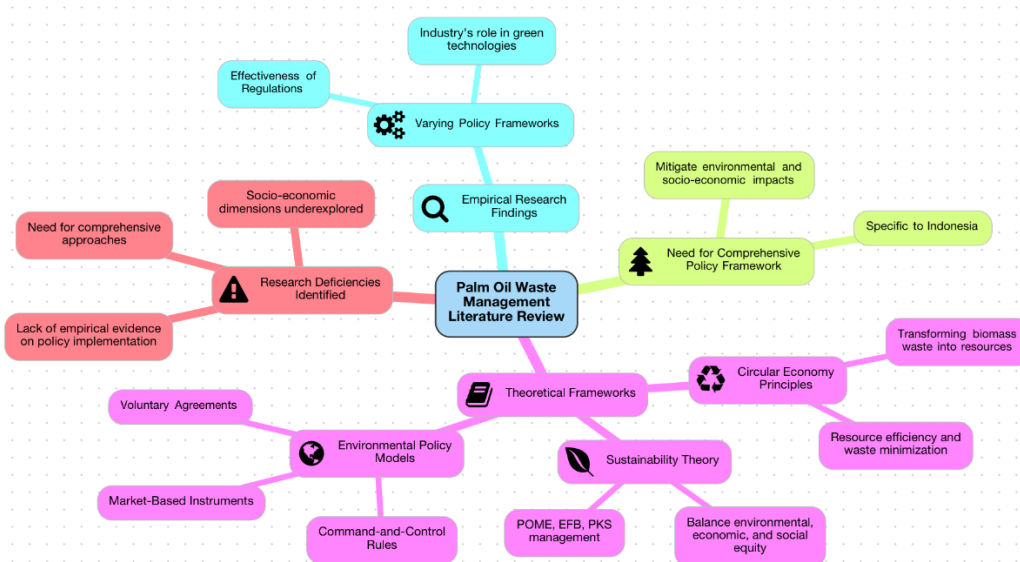 Industry's role in green
technologies
Effectiveness of
Regulations
Varying Policy Frameworks
Mitigate environmental and
socio-economic impacts
Socio-economic
dimensions underexplored
Empirical Research
Findings
Need for comprehensive
approaches
Specific to Indonesia
Need for Comprehensive
Policy Framework
Research Deficiencies
Identified
Palm Oil Waste
Management
Literature Review
Lack of empirical evidence
on policy implementation
Transforming biomass
waste into resources
Circular Economy
Principles
Theoretical Frameworks
Voluntary Agreements
Environmental Policy
Models
Resource efficiency and
waste minimization
Sustainability Theory
Market-Based Instruments
Command-and-Control
Rules
POME, EFB, PKS
management
Balance environmental,
economic, and social
equity